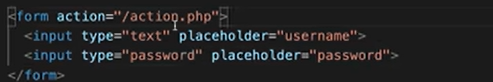 <form action="/action.php">
<input type="text" placeholder="username">
<input type="password" placeholder="password">
</form>